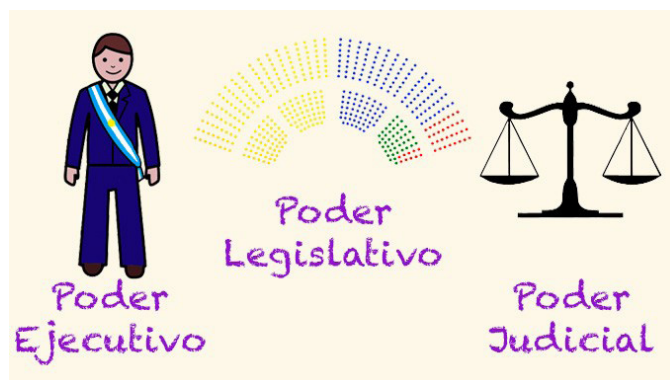 Poder
Ejecutivo
Poder
Legislativo
Poder
Judicial